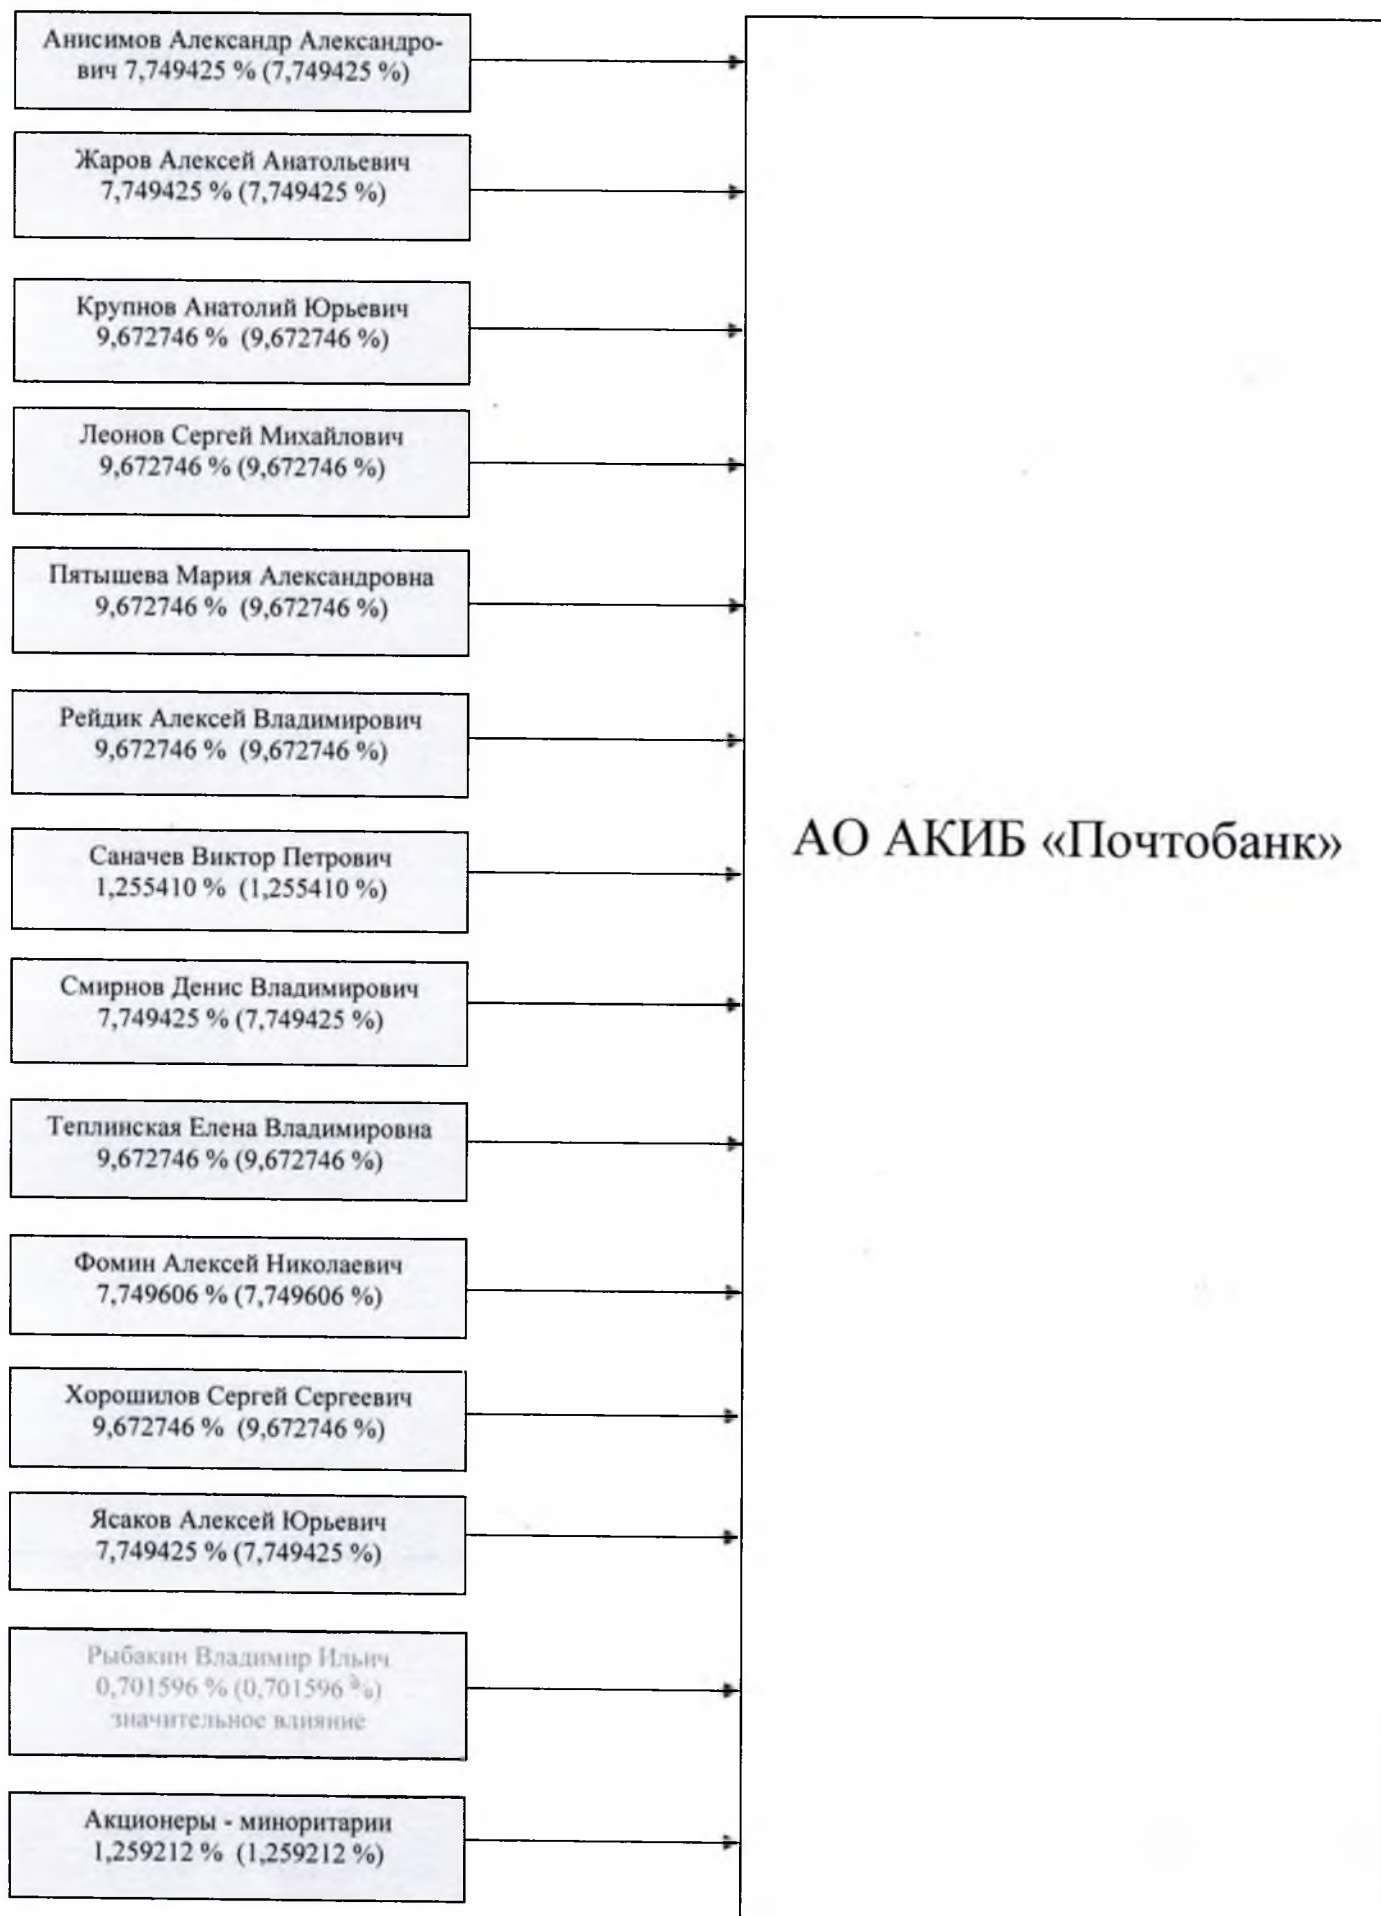 Анисимов Александр Александро-
вич 7,749425 % (7,749425 %)
Жаров Алексей Анатольевич
7,749425 % (7,749425 %)
Крупнов Анатолий Юрьевич
9,672746 % (9,672746 %)
Леонов Сергей Михайлович
9,672746 % (9,672746 %)
Пятышева Мария Александровна
9,672746 % (9,672746 %)
Рейдик Алексей Владимирович
9,672746 % (9,672746 %)
АО АКИБ «Почтобанк»
Саначев Виктор Петрович
1,255410 % (1,255410 %)
Смирнов Денис Владимирович
7,749425 % (7,749425 %)
Теплинская Елена Владимировна
9,672746 % (9,672746 %)
Фомин Алексей Николаевич
7,749606 % (7,749606 %)
Хорошилов Сергей Сергеевич
9,672746 % (9,672746 %)
Ясаков Алексей Юрьевич
7,749425 % (7,749425 %)
Рыбакин Владимир Ильич
0,701596 % (0,701596 %)
значительное влияние
Акционеры - миноритарии
1,259212 % (1,259212 %)